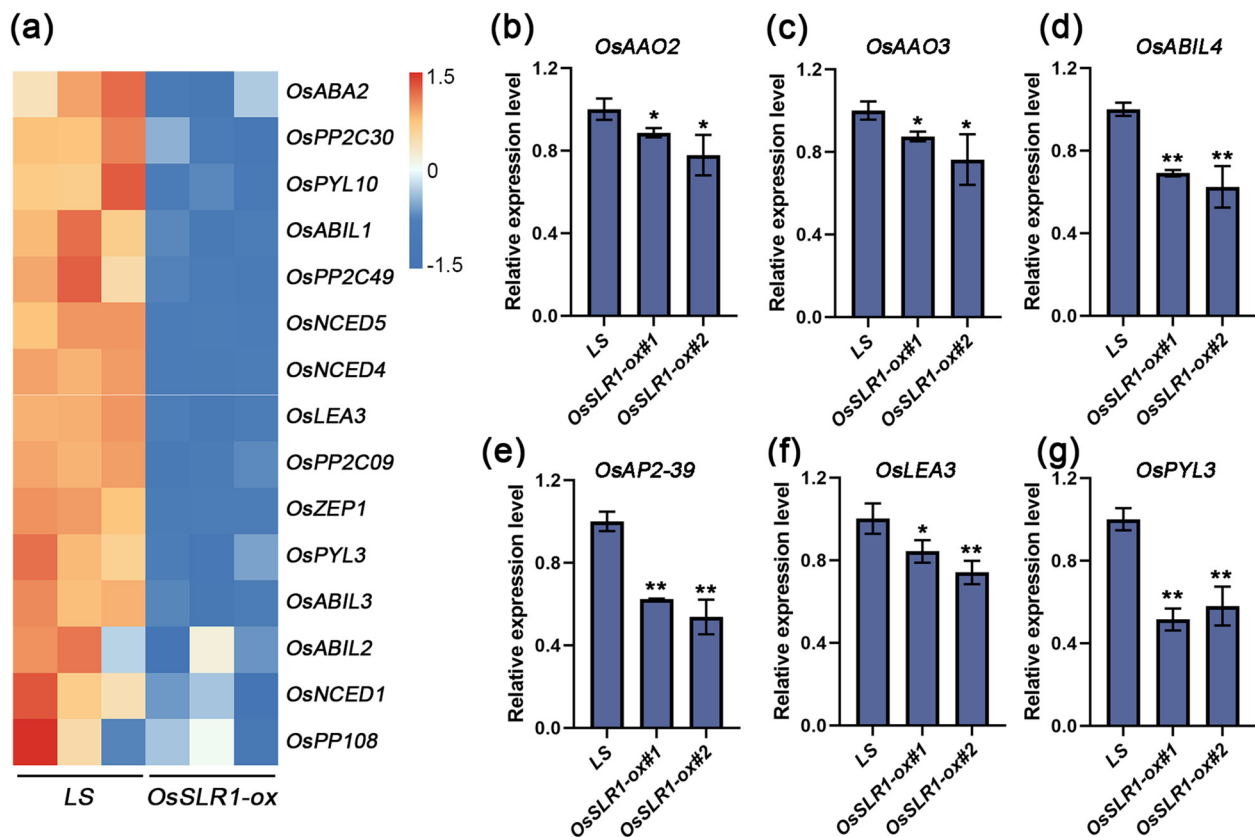 (a)
1.5
0
-1.5
OsABA2
OsPP2C30
OsPYL10
OsABIL1
OsPP2C49
OsNCED5
OsNCED4
OsLEA3
OsPP2C09
OsZEP1
OsPYL3
OsABIL3
OsABIL2
OsNCED1
OsPP108
LS OsSLR1-ox
(b)
OsAAO2
Relative expression level
1.2
0.8
0.4
0.0
*
*
LS
OsSLR1-ox#1
OsSLR1-ox#2
(c)
OsAAO3
Relative expression level
1.2
0.8
0.4
0.0
*
*
LS
OsSLR1-ox#1
OsSLR1-ox#2
(d)
OsABIL4
Relative expression level
1.2
0.8
0.4
0.0
**
**
LS
OsSLR1-ox#1
OsSLR1-ox#2
(e)
OsAP2-39
Relative expression level
1.2
0.8
0.4
0.0
**
**
LS
OsSLR1-ox#1
OsSLR1-ox#2
(f)
OsLEA3
Relative expression level
1.2
0.8
0.4
0.0
*
**
LS
OsSLR1-ox#1
OsSLR1-ox#2
(g)
OsPYL3
Relative expression level
1.2
0.8
0.4
0.0
**
**
LS
OsSLR1-ox#1
OsSLR1-ox#2